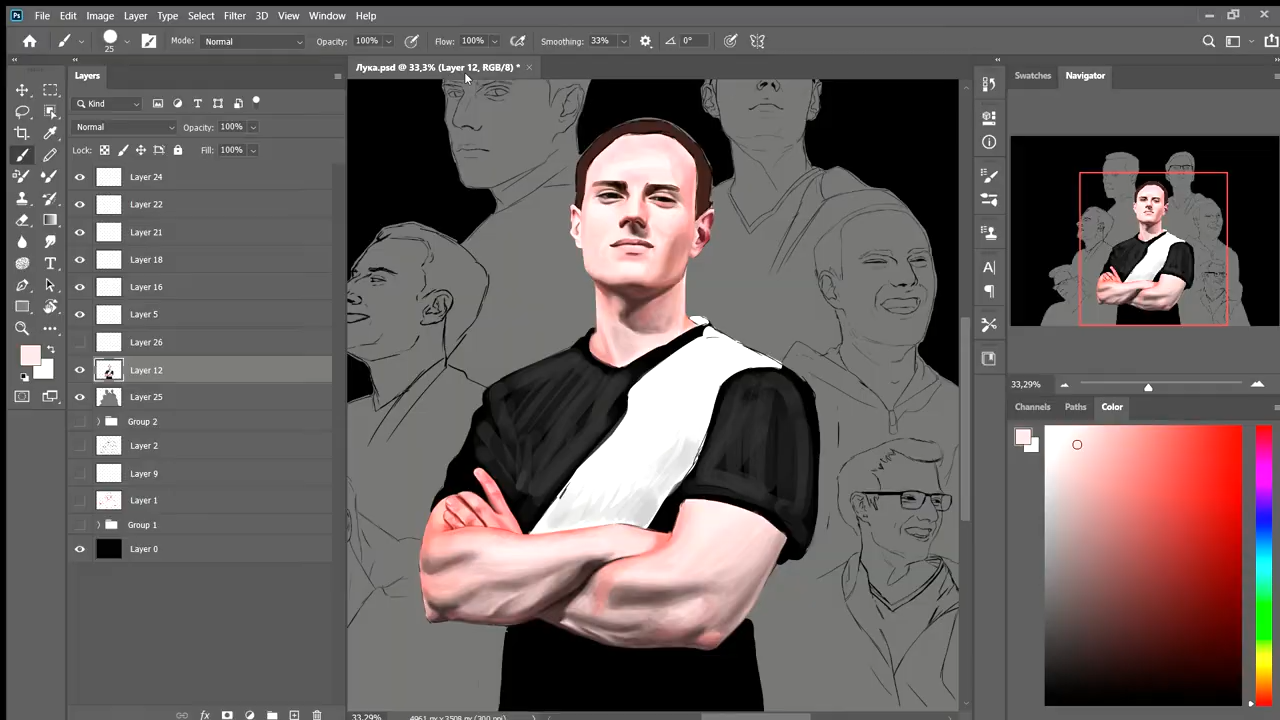 Ps File Edit Image Layer Type Select Filter 3D View Window Help
25 Mode: Normal Opacity: 100% Flow: 100% Smoothing: 33% 0°
Лука.psd @ 33,3% (Layer 12, RGB/8) *
Layers
Kind
Normal Opacity: 100%
Lock: Fill: 100%
Layer 24
Layer 22
Layer 21
Layer 18
Layer 16
Layer 5
Layer 26
Layer 12
Layer 25
Group 2
Layer 2
Layer 9
Layer 1
Group 1
Layer 0
fx
33,29%
Swatches Navigator
33,29%
Channels Paths Color